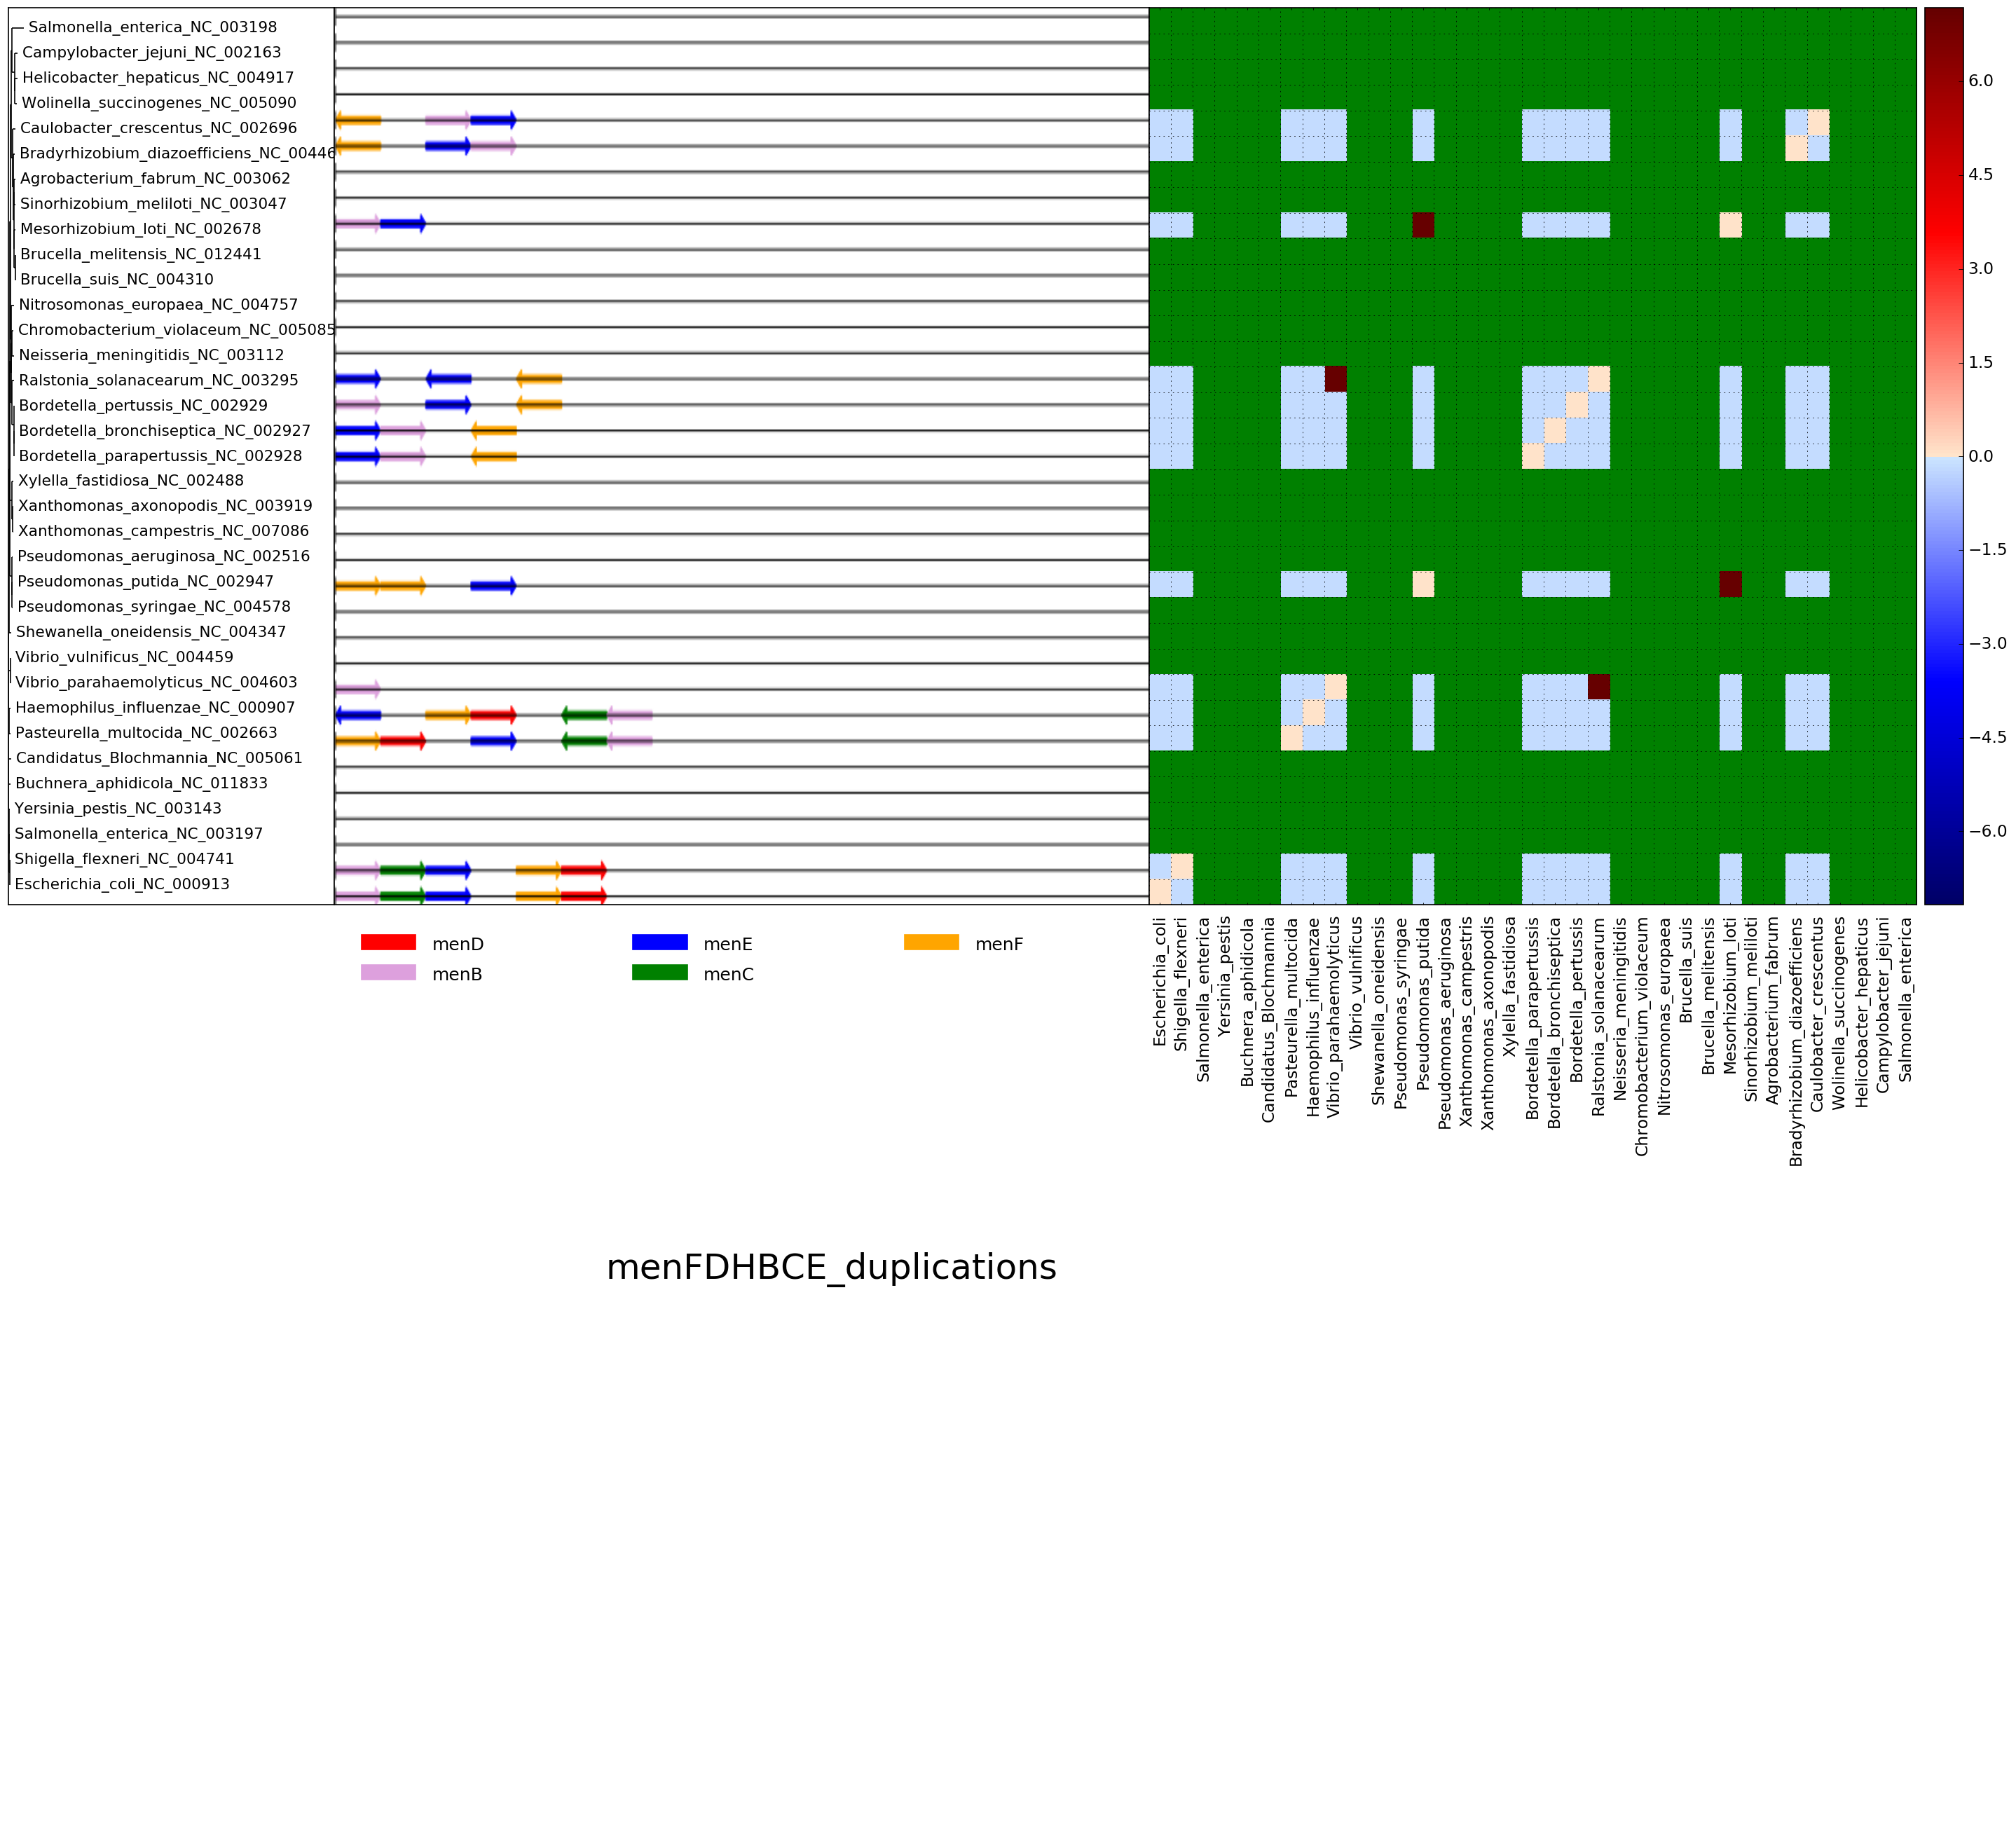 Salmonella_enterica_NC_003198
Campylobacter_jejuni_NC_002163
Helicobacter_hepaticus_NC_004917
Wolinella_succinogenes_NC_005090
Caulobacter_crescentus_NC_002696
Bradyrhizobium_diazoefficiens_NC_00446
Agrobacterium_fabrum_NC_003062
Sinorhizobium_meliloti_NC_003047
Mesorhizobium_loti_NC_002678
Brucella_melitensis_NC_012441
Brucella_suis_NC_004310
Nitrosomonas_europaea_NC_004757
Chromobacterium_violaceum_NC_005085
Neisseria_meningitidis_NC_003112
Ralstonia_solanacearum_NC_003295
Bordetella_pertussis_NC_002929
Bordetella_bronchiseptica_NC_002927
Bordetella_parapertussis_NC_002928
Xylella_fastidiosa_NC_002488
Xanthomonas_axonopodis_NC_003919
Xanthomonas_campestris_NC_007086
Pseudomonas_aeruginosa_NC_002516
Pseudomonas_putida_NC_002947
Pseudomonas_syringae_NC_004578
Shewanella_oneidensis_NC_004347
Vibrio_vulnificus_NC_004459
Vibrio_parahaemolyticus_NC_004603
Haemophilus_influenzae_NC_000907
Pasteurella_multocida_NC_002663
Candidatus_Blochmannia_NC_005061
Buchnera_aphidicola_NC_011833
Yersinia_pestis_NC_003143
Salmonella_enterica_NC_003197
Shigella_flexneri_NC_004741
Escherichia_coli_NC_000913
6.0
4.5
3.0
1.5
0.0
−1.5
−3.0
−4.5
−6.0
menD menE menF
menB menC
Escherichia_coli
Shigella_flexneri
Salmonella_enterica
Yersinia_pestis
Buchnera_aphidicola
Candidatus_Blochmannia
Pasteurella_multocida
Haemophilus_influenzae
Vibrio_parahaemolyticus
Vibrio_vulnificus
Shewanella_oneidensis
Pseudomonas_syringae
Pseudomonas_putida
Pseudomonas_aeruginosa
Xanthomonas_campestris
Xanthomonas_axonopodis
Xylella_fastidiosa
Bordetella_parapertussis
Bordetella_bronchiseptica
Bordetella_pertussis
Ralstonia_solanacearum
Neisseria_meningitidis
Chromobacterium_violaceum
Nitrosomonas_europaea
Brucella_suis
Brucella_melitensis
Mesorhizobium_loti
Sinorhizobium_meliloti
Agrobacterium_fabrum
Bradyrhizobium_diazoefficiens
Caulobacter_crescentus
Wolinella_succinogenes
Helicobacter_hepaticus
Campylobacter_jejuni
Salmonella_enterica
menFDHBCE_duplications